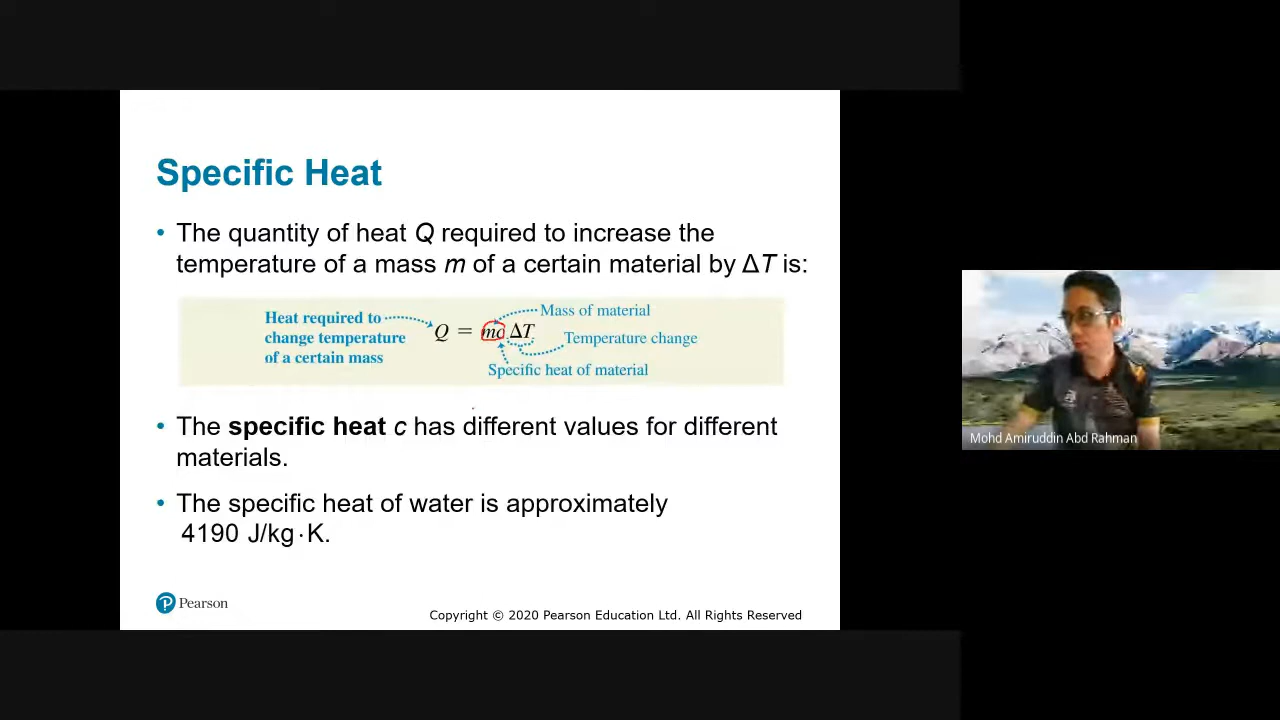 Specific Heat
• The quantity of heat Q required to increase the
temperature of a mass m of a certain material by ΔT is:
Heat required to
change temperature
of a certain mass
Q = mc ΔT
Mass of material
Temperature change
Specific heat of material
• The specific heat c has different values for different
materials.
• The specific heat of water is approximately
4190 J/kg·K.
P Pearson
Copyright © 2020 Pearson Education Ltd. All Rights Reserved
Mohd Amiruddin Abd Rahman